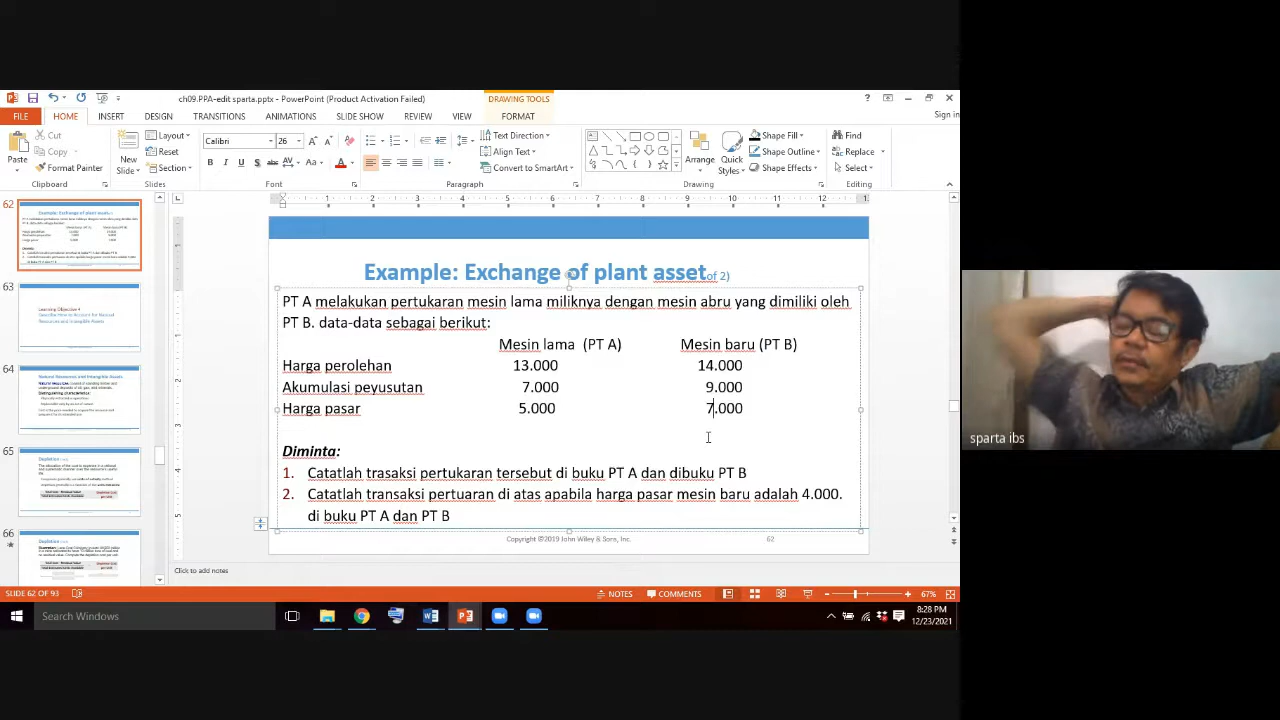 ch09.PPA-edit sparta.pptx - PowerPoint (Product Activation Failed)
DRAWING TOOLS
FILE HOME INSERT DESIGN TRANSITIONS ANIMATIONS SLIDE SHOW REVIEW VIEW FORMAT
Sign in
Paste
Cut
Copy
Format Painter
Clipboard
New Slide
Layout
Reset
Section
Slides
Calibri 26
Font
Paragraph
Text Direction
Align Text
Convert to SmartArt
Arrange
Quick Styles
Shape Fill
Shape Outline
Shape Effects
Drawing
Find
Replace
Select
Editing
62
63
64
65
66
Example: Exchange of plant asset of 2)
PT A melakukan pertukaran mesin lama miliknya dengan mesin abru yang dimiliki oleh
PT B. data-data sebagai berikut:
Mesin lama (PT A) Mesin baru (PT B)
Harga perolehan 13.000 14.000
Akumulasi peyusutan 7.000 9.000
Harga pasar 5.000 7.000
Diminta:
1. Catatlah trassasi pertukaran tersebut di buku PT A dan dibuku PT B
2. Catatlah transaksi pertuaran di atas apabila harga pasar mesin baru adalah 4.000.
di buku PT A dan PT B
Copyright ©2019 John Wiley & Sons, Inc. 62
Click to add notes
SLIDE 62 OF 93
NOTES COMMENTS 67%
Search Windows
8:28 PM
12/23/2021
sparta ibs